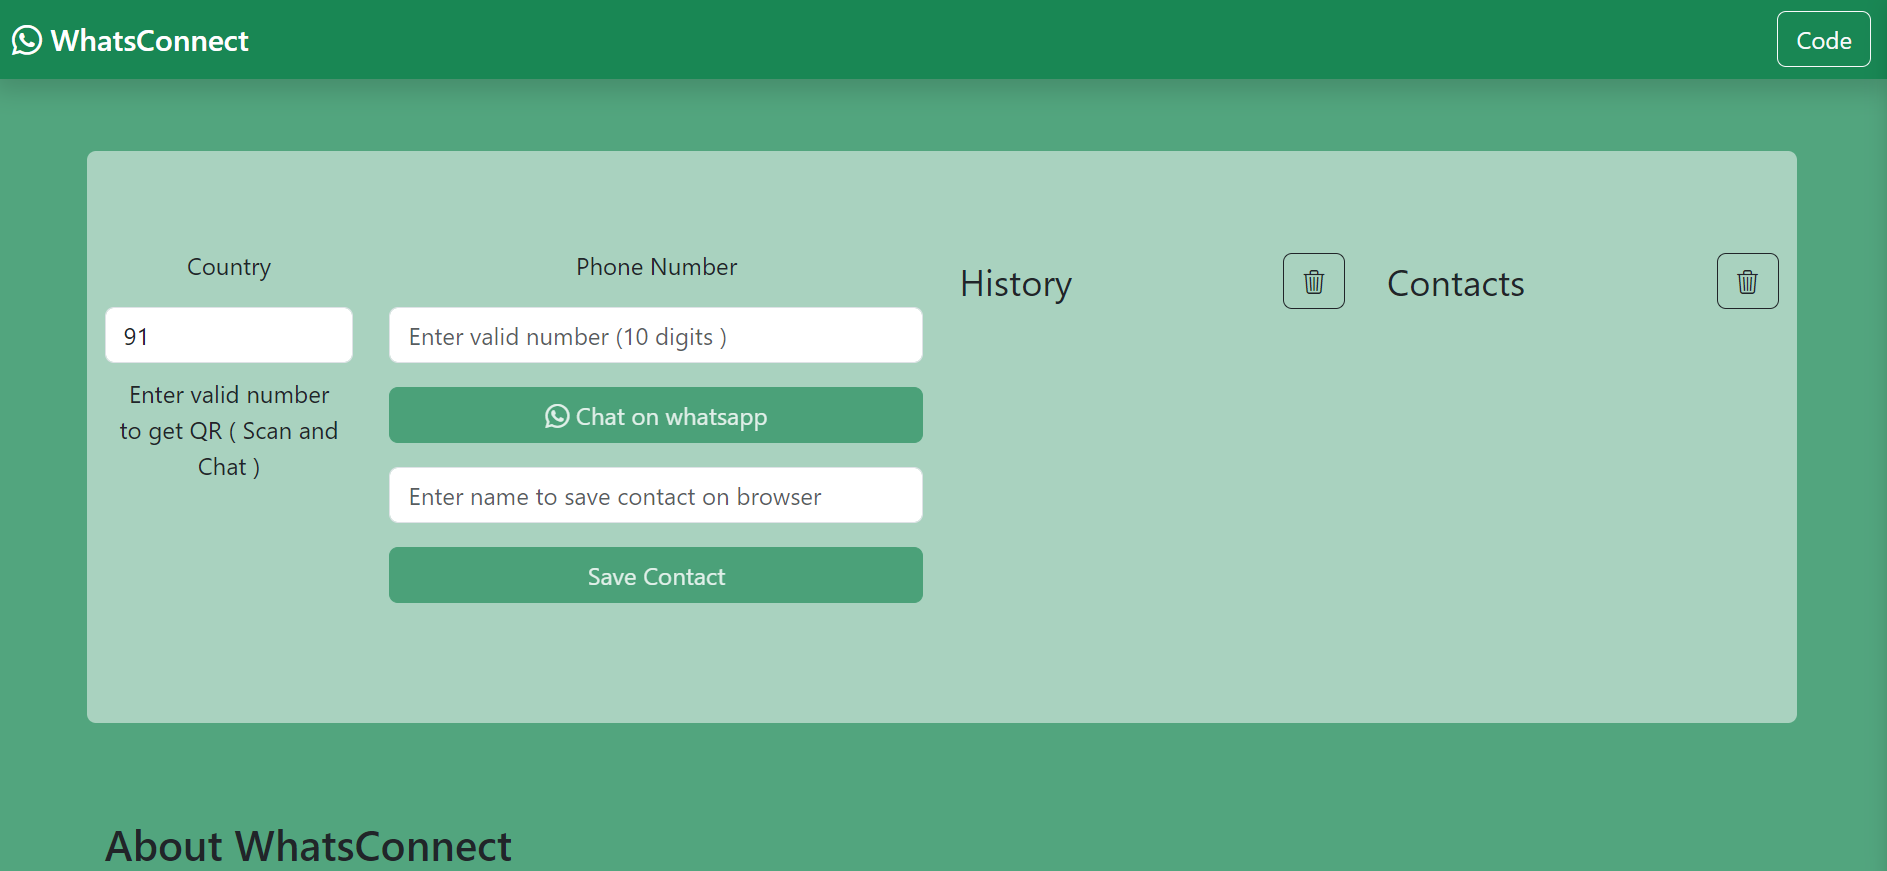 WhatsConnect
Code
Country
91
Enter valid number
to get QR ( Scan and
Chat )
Phone Number
Enter valid number (10 digits )
Chat on whatsapp
Enter name to save contact on browser
Save Contact
History
Contacts
About WhatsConnect